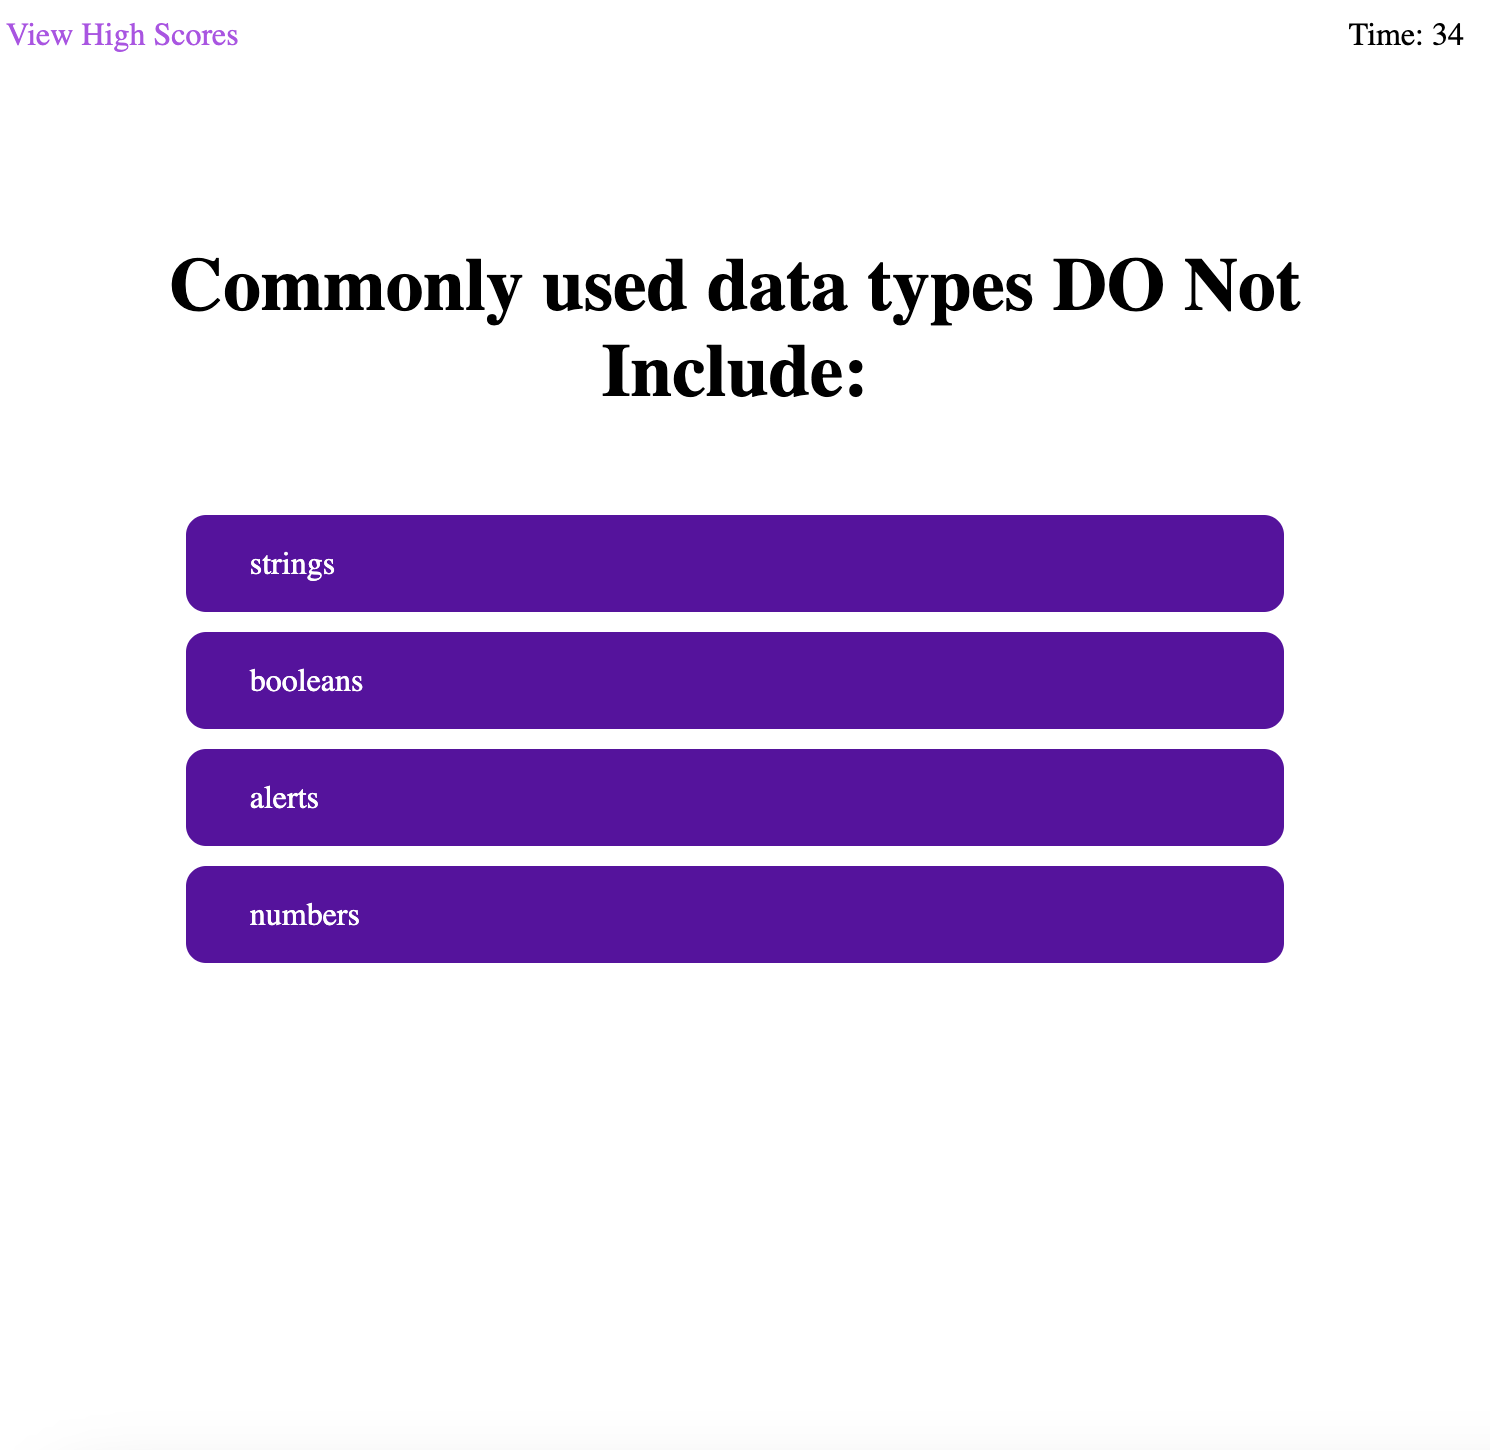 View High Scores
Time: 34
Commonly used data types DO Not
Include:
strings
booleans
alerts
numbers